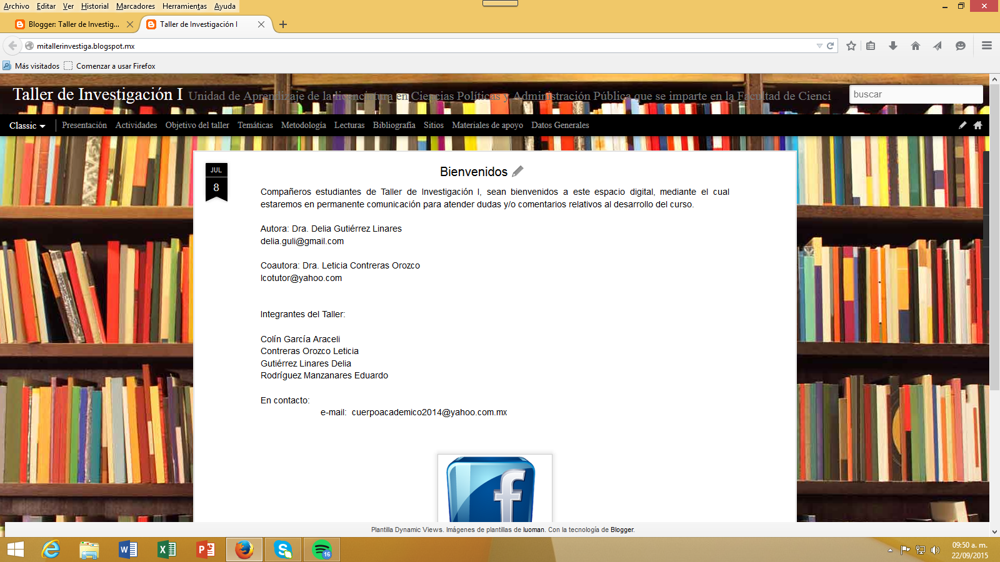 Archivo Editar Ver Historial Marcadores Herramientas Ayuda
Blogger: Taller de Investig... Taller de Investigación I
mitallerinvestiga.blogspot.mx
Más visitados Comenzar a usar Firefox
Taller de Investigación I Unidad de Aprendizaje de la licenciatura en Ciencias Políticas y Administración Pública que se imparte en la Facultad de Cienci
buscar
Classic Presentación Actividades Objetivo del taller Temáticas Metodología Lecturas Bibliografía Sitios Materiales de apoyo Datos Generales
JUL
8
Bienvenidos
Compañeros estudiantes de Taller de Investigación I, sean bienvenidos a este espacio digital, mediante el cual
estaremos en permanente comunicación para atender dudas y/o comentarios relativos al desarrollo del curso.
Autora: Dra. Delia Gutiérrez Linares
delia.guli@gmail.com
Coautora: Dra. Leticia Contreras Orozco
lcotutor@yahoo.com
Integrantes del Taller:
Colín García Araceli
Contreras Orozco Leticia
Gutiérrez Linares Delia
Rodríguez Manzanares Eduardo
En contacto:
e-mail: cuerpoacademico2014@yahoo.com.mx
f
Plantilla Dynamic Views. Imágenes de plantillas de luoman. Con la tecnología de Blogger.
16
09:50 a. m.
22/09/2015